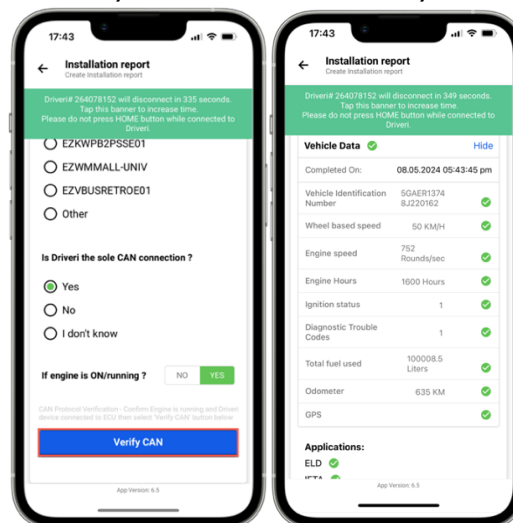 17:43
Installation report
Create Installation report
Driveri# 264078152 will disconnect in 335 seconds.
Tap this banner to increase time.
Please do not press HOME button while connected to
Driveri.
EZKWPB2PSSE01
EZWMMALL-UNIV
EZVBUSRETROE01
Other
Is Driveri the sole CAN connection ?
Yes
No
I don't know
If engine is ON/running ?
NO
YES
CAN Protocol Verification - Confirm Engine is running and Driveri
device connected to ECU then select 'Verify CAN' button below
Verify CAN
App Version: 6.5
17:43
Installation report
Create Installation report
Driveri# 264078152 will disconnect in 349 seconds.
Tap this banner to increase time.
Please do not press HOME button while connected to
Driveri.
Vehicle Data
Hide
Completed On:
08.05.2024 05:43:45 pm
Vehicle Identification
Number
5GAER1374
8J220162
Wheel based speed
50 KM/H
Engine speed
752
Rounds/sec
Engine Hours
1600 Hours
Ignition status
1
Diagnostic Trouble
Codes
1
Total fuel used
100008.5
Liters
Odometer
635 KM
GPS
Applications:
ELD
IFTA
App Version: 6.5